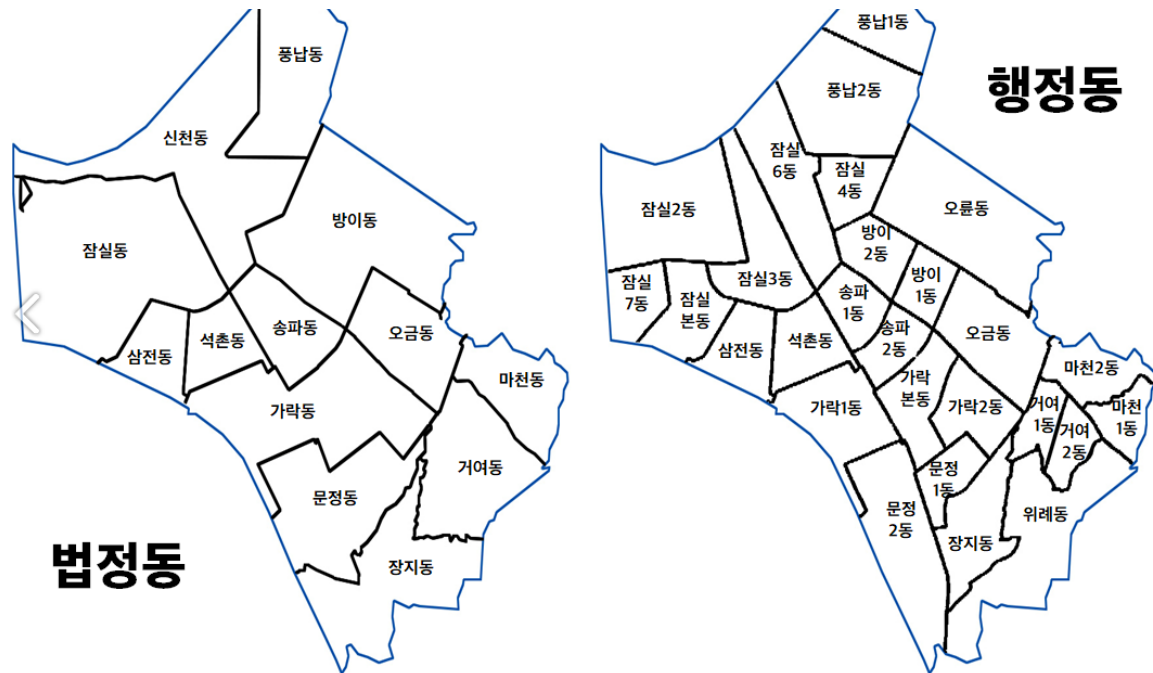 풍납동
신천동
방이동
잠실동
송파동
석촌동
오금동
삼전동
마천동
가락동
거여동
문정동
장지동
법정동
행정동
풍납1동
풍납2동
잠실
6동
잠실
4동
오륜동
잠실2동
방이
2동
잠실3동
방이
1동
잠실
7동
잠실
본동
송파
1동
송파
2동
오금동
삼전동
석촌동
마천2동
가락
본동
가락1동
가락2동
거여
1동
마천
1동
거여
2동
문정
1동
문정
2동
위례동
장지동